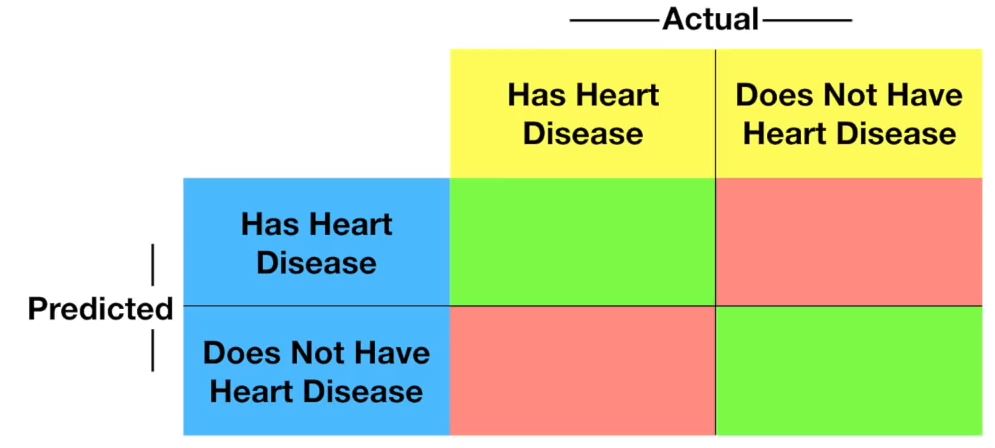 Actual
Has Heart
Disease
Does Not Have
Heart Disease
Has Heart
Disease
Predicted
Does Not Have
Heart Disease